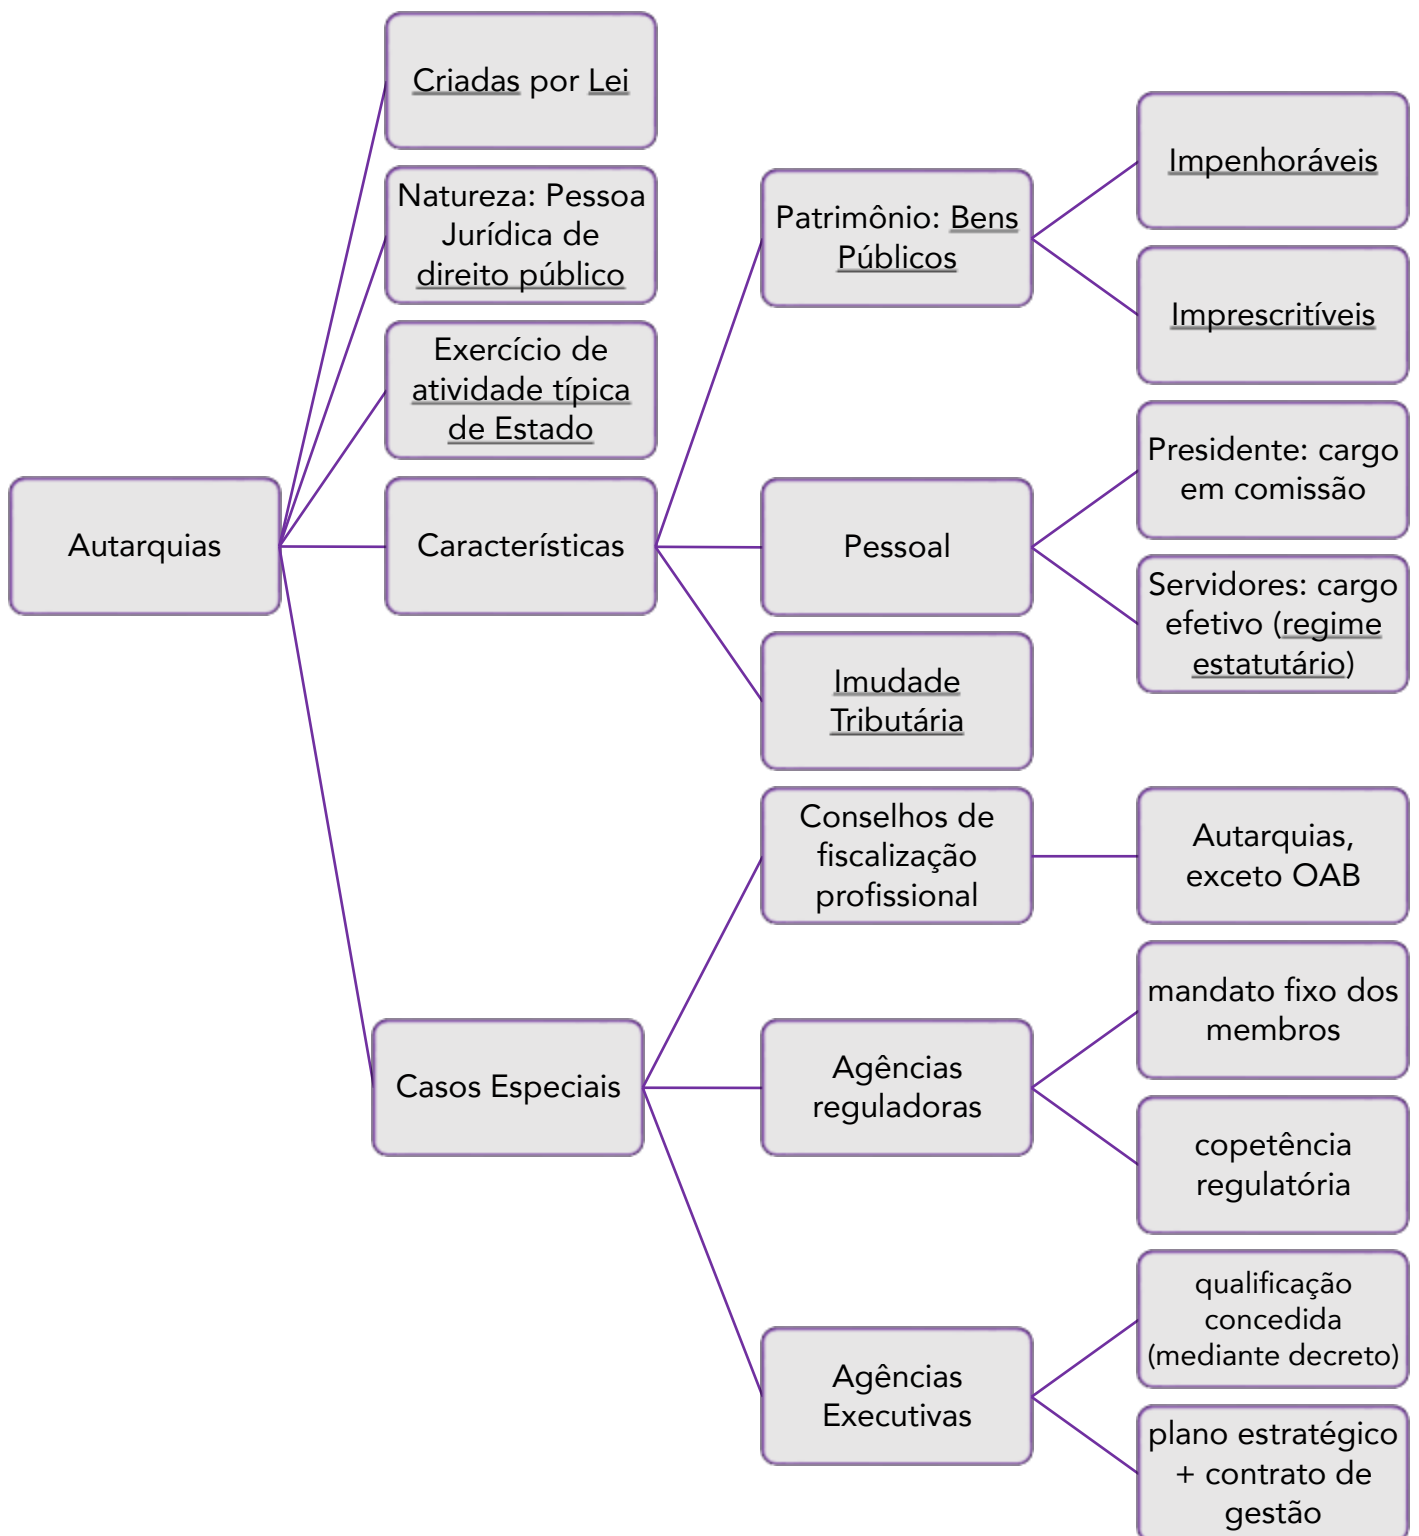 Criadas por Lei
Natureza: Pessoa
Jurídica de
direito público
Exercício de
atividade típica
de Estado
Autarquias
Características
Patrimônio: Bens
Públicos
Impenhoráveis
Imprescritíveis
Pessoal
Presidente: cargo
em comissão
Servidores: cargo
efetivo (regime
estatutário)
Imudade
Tributária
Casos Especiais
Conselhos de
fiscalização
profissional
Autarquias,
exceto OAB
Agências
reguladoras
mandato fixo dos
membros
copetência
regulatória
Agências
Executivas
qualificação
concedida
(mediante decreto)
plano estratégico
+ contrato de
gestão